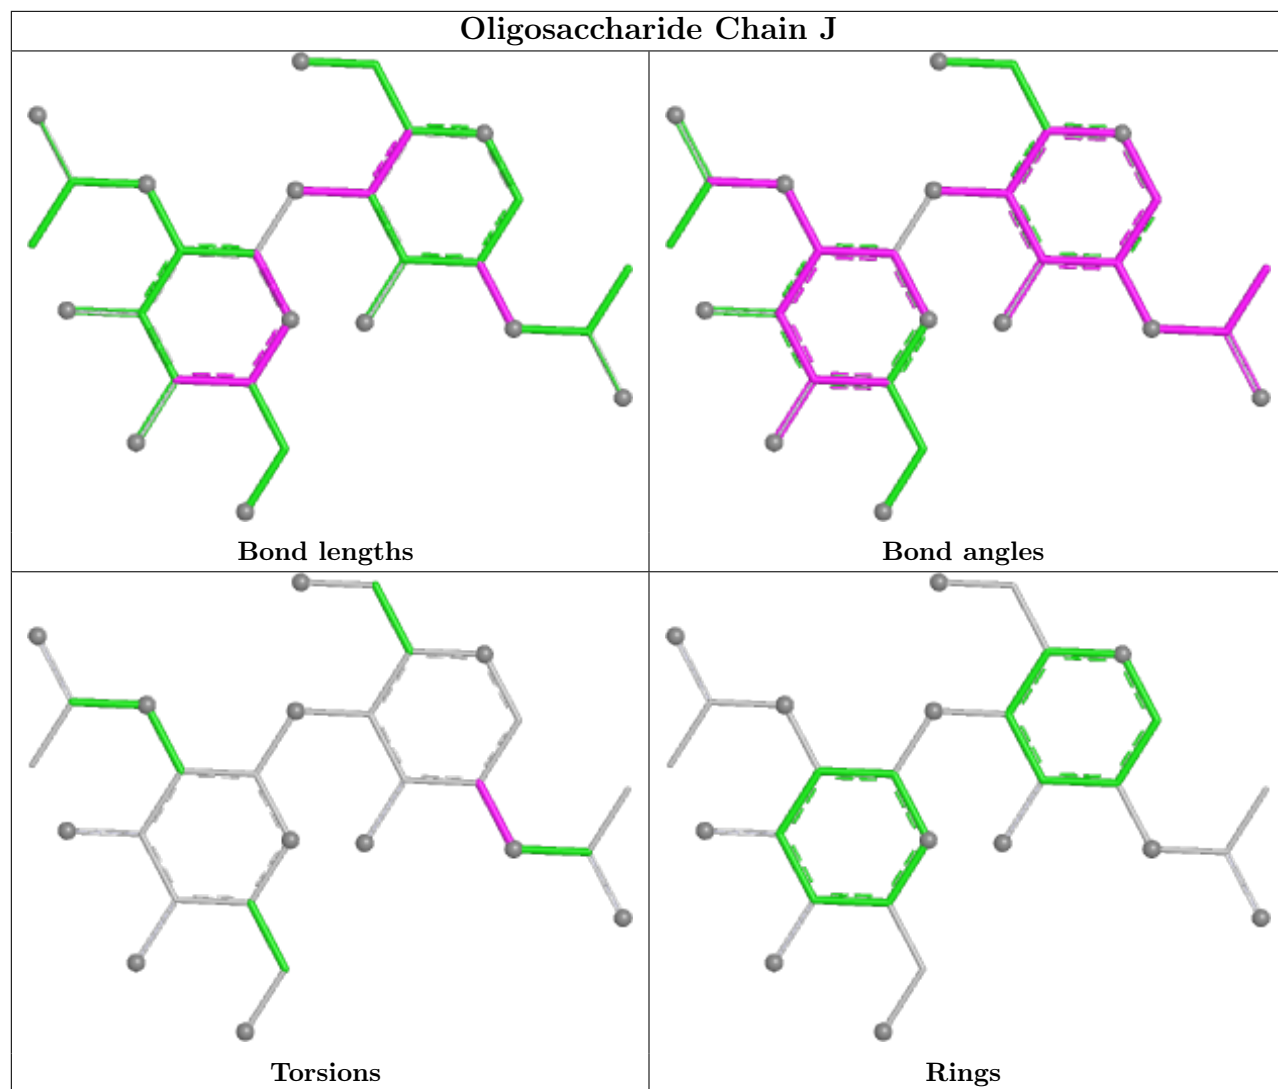 Oligosaccharide Chain J
Bond lengths
Bond angles
Torsions
Rings